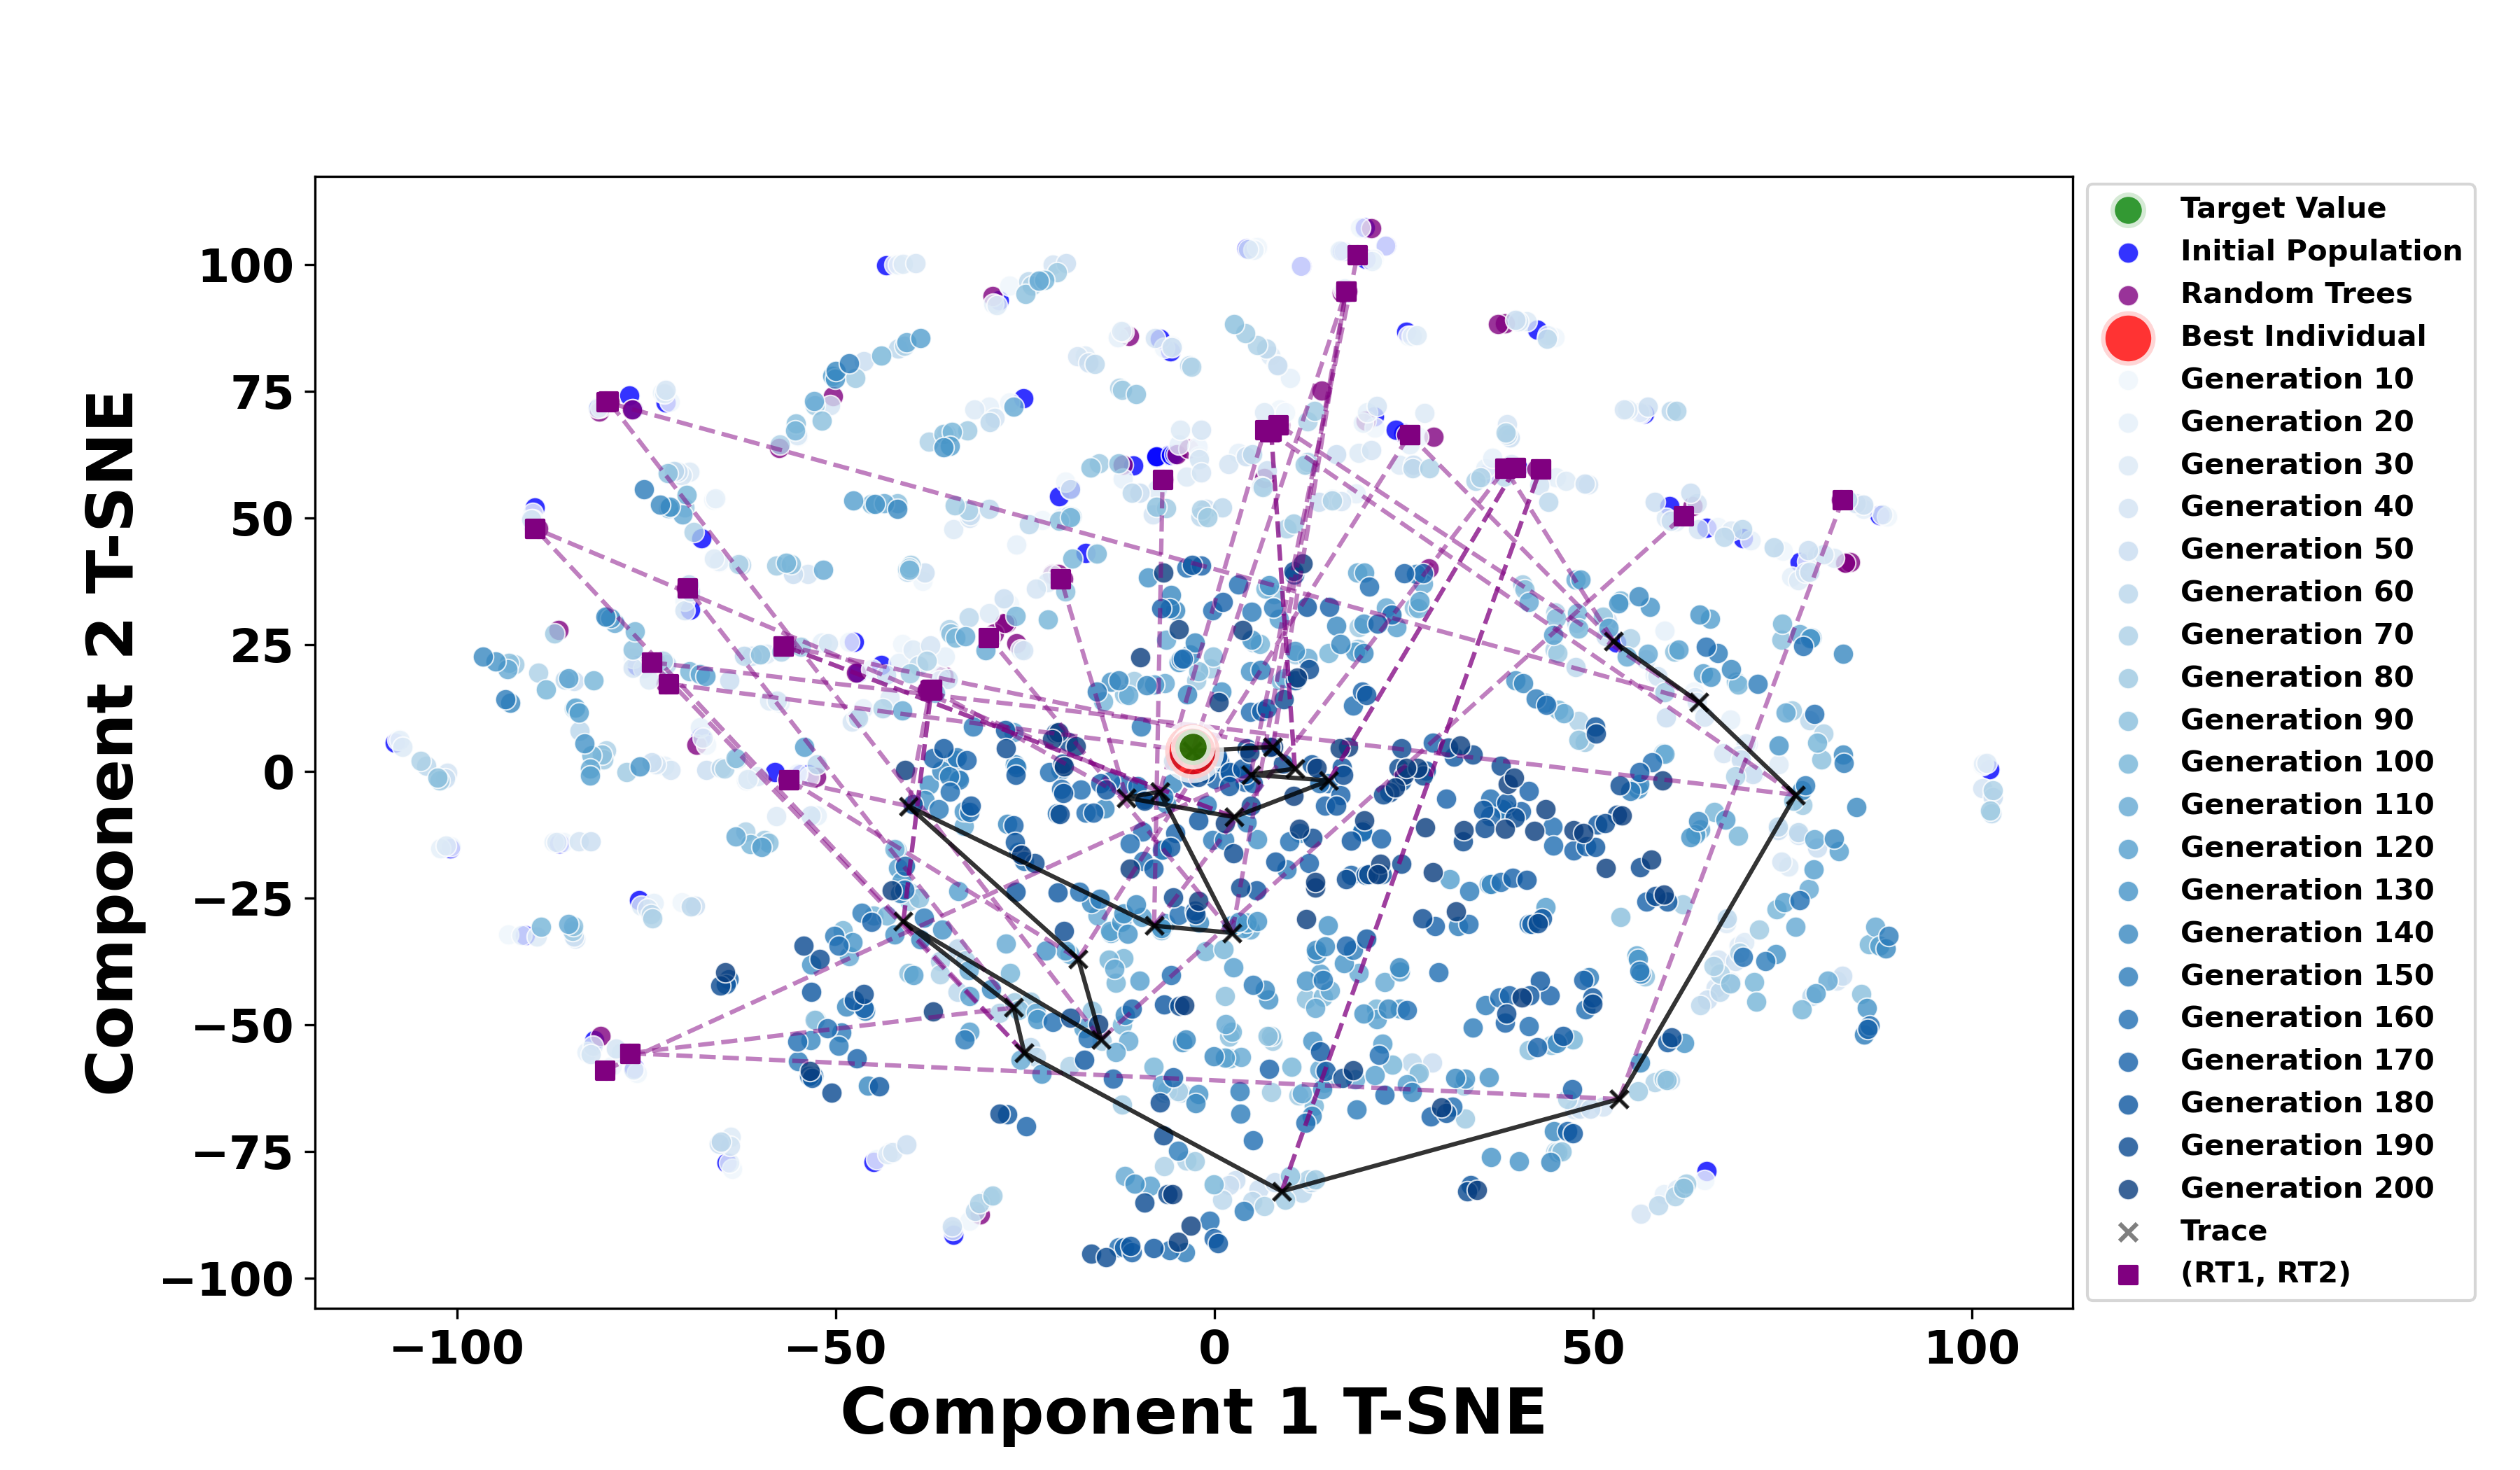 Component 2 T-SNE
100
75
50
25
0
−25
−50
−75
−100
−100
−50
0
50
100
Component 1 T-SNE
Target Value
Initial Population
Random Trees
Best Individual
Generation 10
Generation 20
Generation 30
Generation 40
Generation 50
Generation 60
Generation 70
Generation 80
Generation 90
Generation 100
Generation 110
Generation 120
Generation 130
Generation 140
Generation 150
Generation 160
Generation 170
Generation 180
Generation 190
Generation 200
Trace
(RT1, RT2)